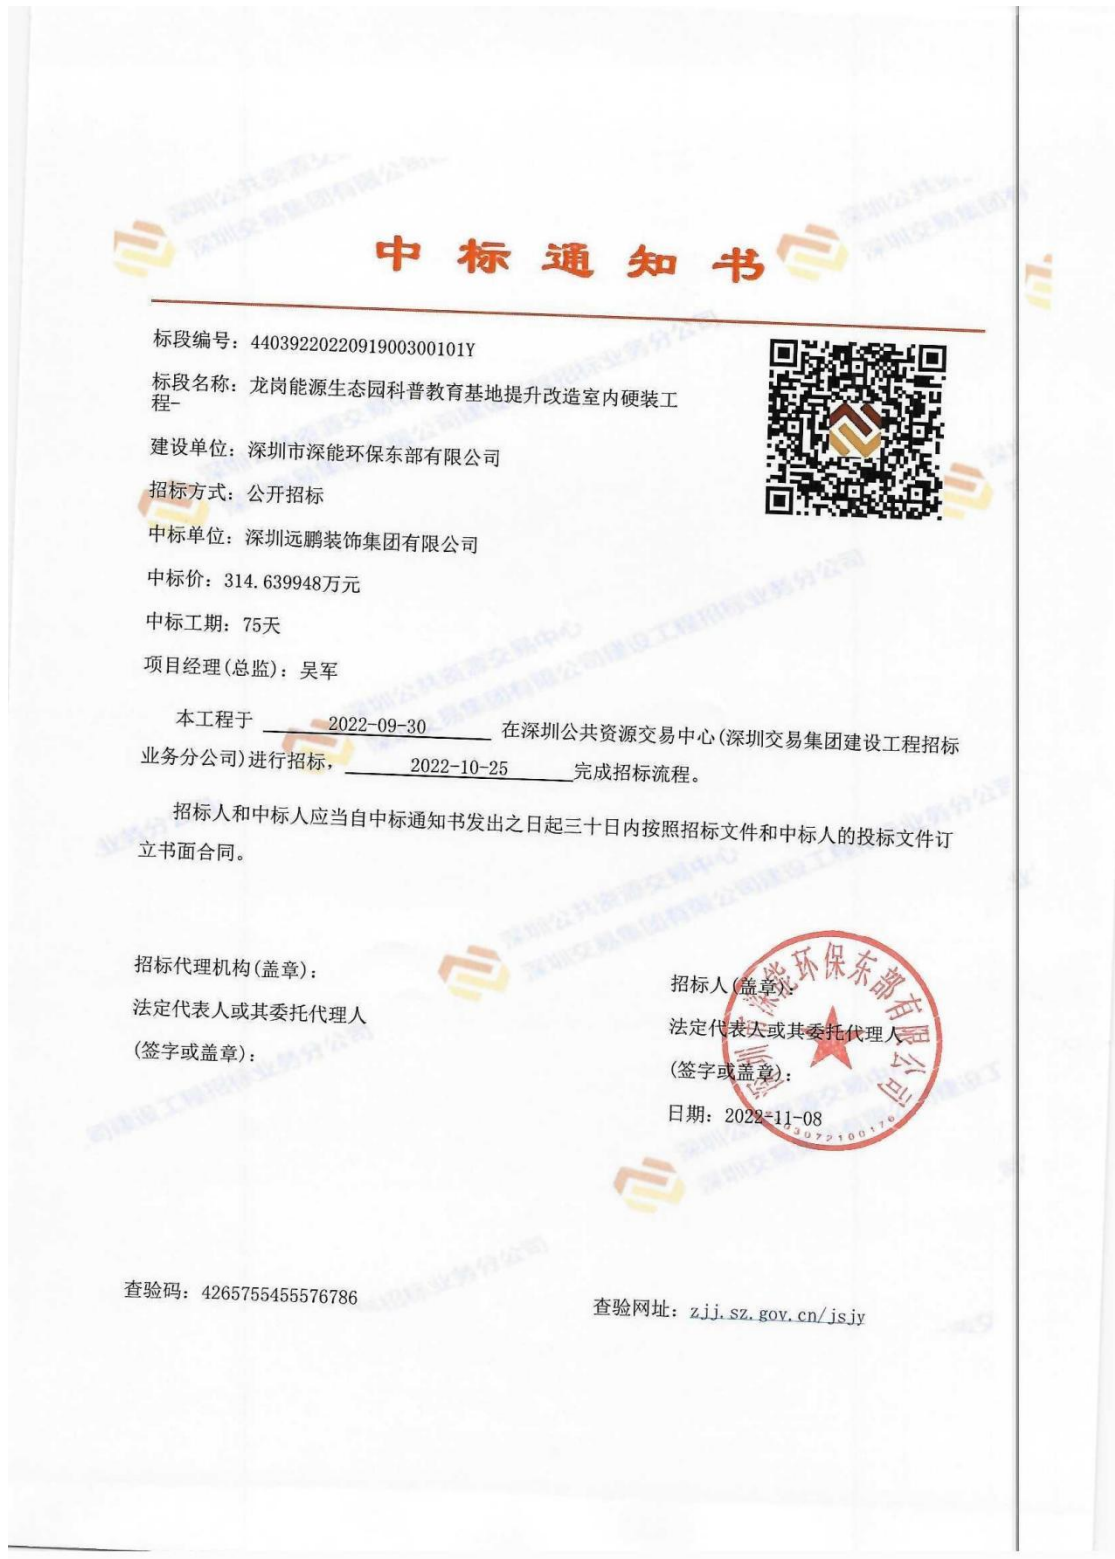 中标通知书
标段编号：4403922022091900300101Y
标段名称：龙岗能源生态园科普教育基地提升改造室内硬装工
程-
建设单位：深圳市深能环保东部有限公司
招标方式：公开招标
中标单位：深圳远鹏装饰集团有限公司
中标价：314.639948万元
中标工期：75天
项目经理(总监)：吴军
本工程于 2022-09-30 在深圳公共资源交易中心(深圳交易集团建设工程招标
业务分公司)进行招标， 2022-10-25 完成招标流程。
招标人和中标人应当自中标通知书发出之日起三十日内按照招标文件和中标人的投标文件订
立书面合同。
招标代理机构(盖章)：
法定代表人或其委托代理人
(签字或盖章)：
招标人(盖章)：
法定代表人或其委托代理人
(签字或盖章)：
日期：2022-11-08
深圳市深能环保东部有限公司
查验码：4265755455576786
查验网址：zjj.sz.gov.cn/jsjy